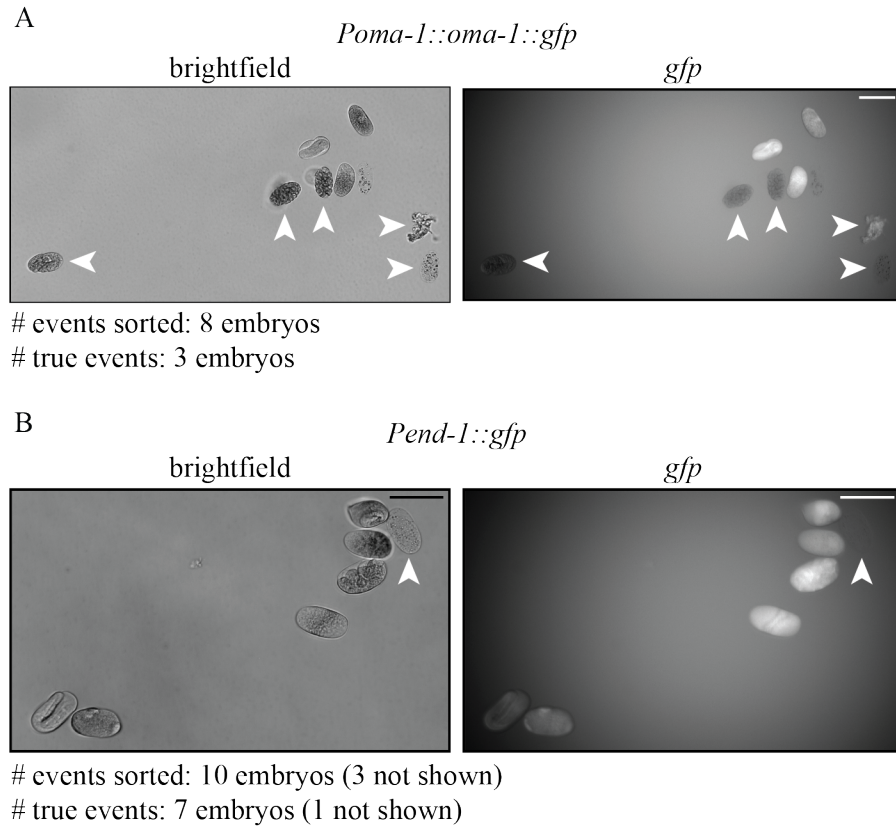 A
Poma-1::oma-1::gfp
brightfield
gfp
# events sorted: 8 embryos
# true events: 3 embryos
B
Pend-1::gfp
brightfield
gfp
# events sorted: 10 embryos (3 not shown)
# true events: 7 embryos (1 not shown)